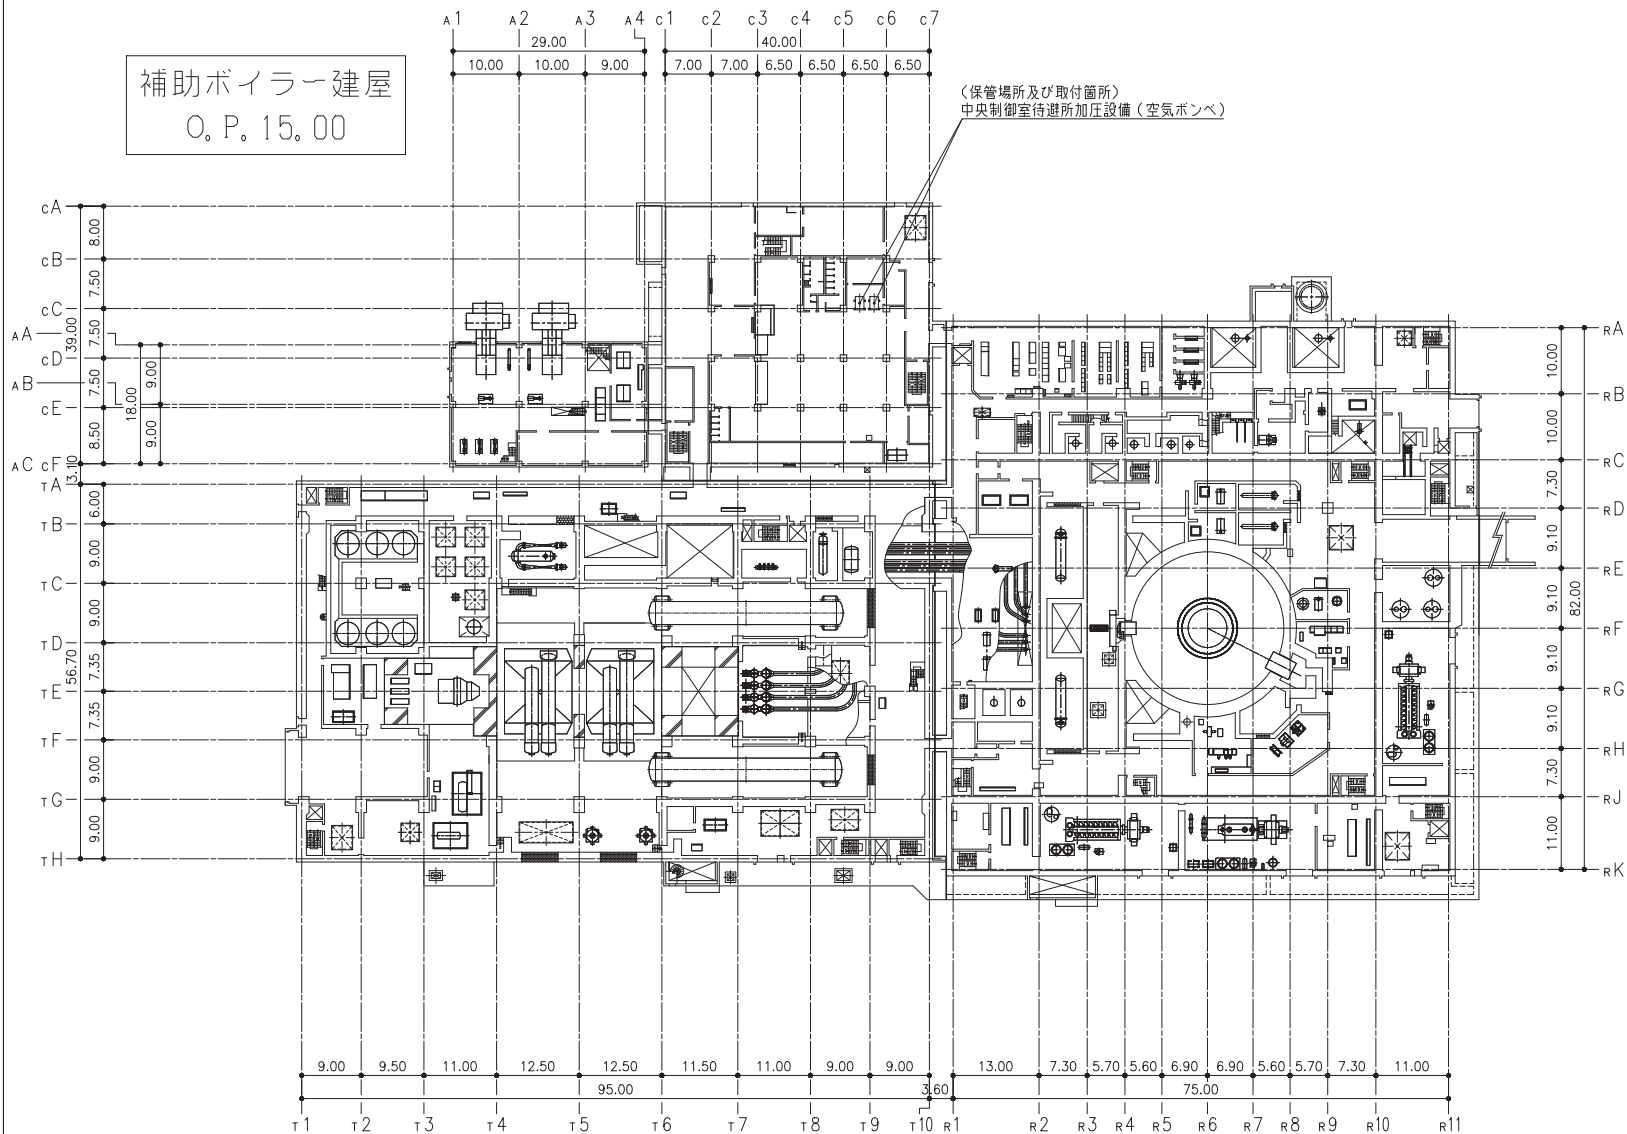 A1 A2 A3 A4 C1 C2 C3 C4 C5 C6 C7
29.00 40.00
10.00 10.00 9.00 7.00 7.00 6.50 6.50 6.50 6.50
補助ボイラー建屋
O.P.15.00
(保管場所及び取付箇所)
中央制御室待避所加圧設備(空気ボンベ)
CA
8.00
CB
7.50
CC
AA
39.00
7.50
CD
AB
7.50
CE
8.50
AC CF
3.10
9.00
18.00
9.00
TA
6.00
TB
9.00
TC
9.00
TD
56.70
7.35
TE
7.35
TF
9.00
TG
9.00
TH
RA
10.00
RB
10.00
RC
7.30
RD
9.10
RE
82.00
9.10
RF
9.10
RG
9.10
RH
7.30
RJ
11.00
RK
9.00 9.50 11.00 12.50 12.50 11.50 11.00 9.00 9.00 13.00 7.30 5.70 5.60 6.90 6.90 5.60 5.70 7.30 11.00
95.00 3.60 75.00
T1 T2 T3 T4 T5 T6 T7 T8 T9 T10 R1 R2 R3 R4 R5 R6 R7 R8 R9 R10 R11